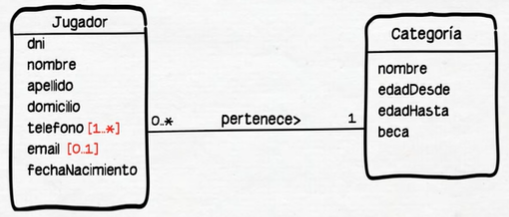 Jugador
dni
nombre
apellido
domicilio
telefono [1..*]
email [0..1]
fechaNacimiento
0..* pertenece> 1
Categoría
nombre
edadDesde
edadHasta
beca